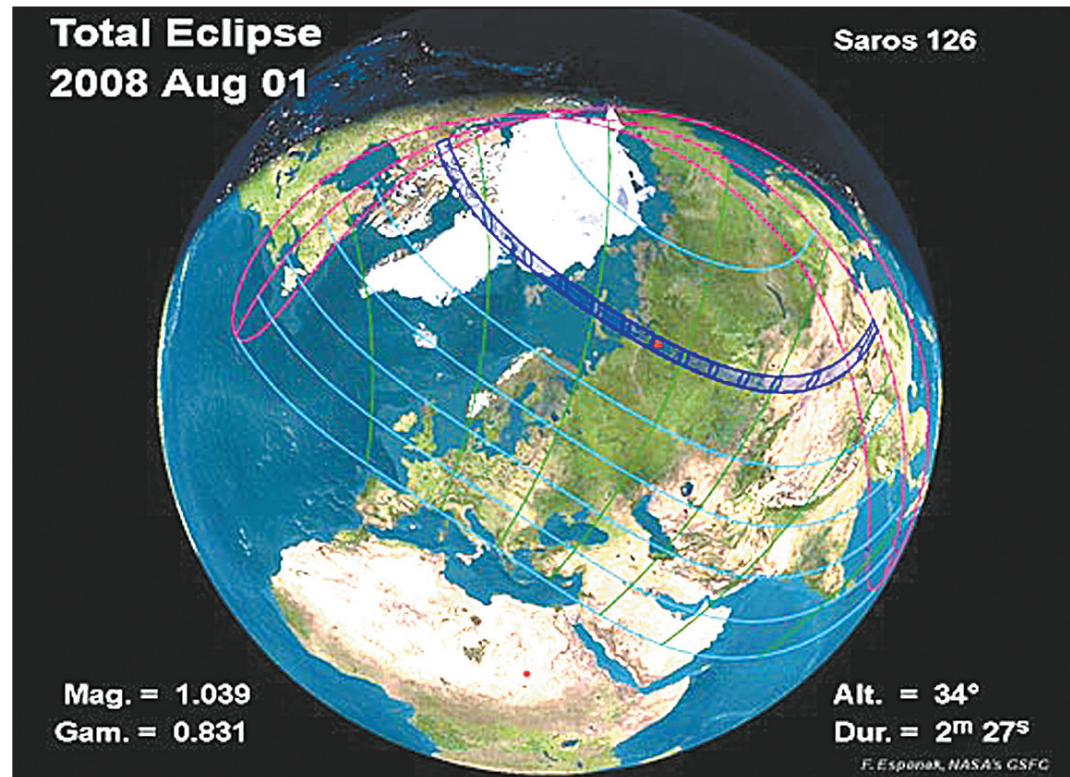 Total Eclipse
2008 Aug 01
Saros 126
Mag. = 1.039
Gam. = 0.831
Alt. = 34°
Dur. = 2ᵐ 27ˢ
F. Espenak, NASA's GSFC